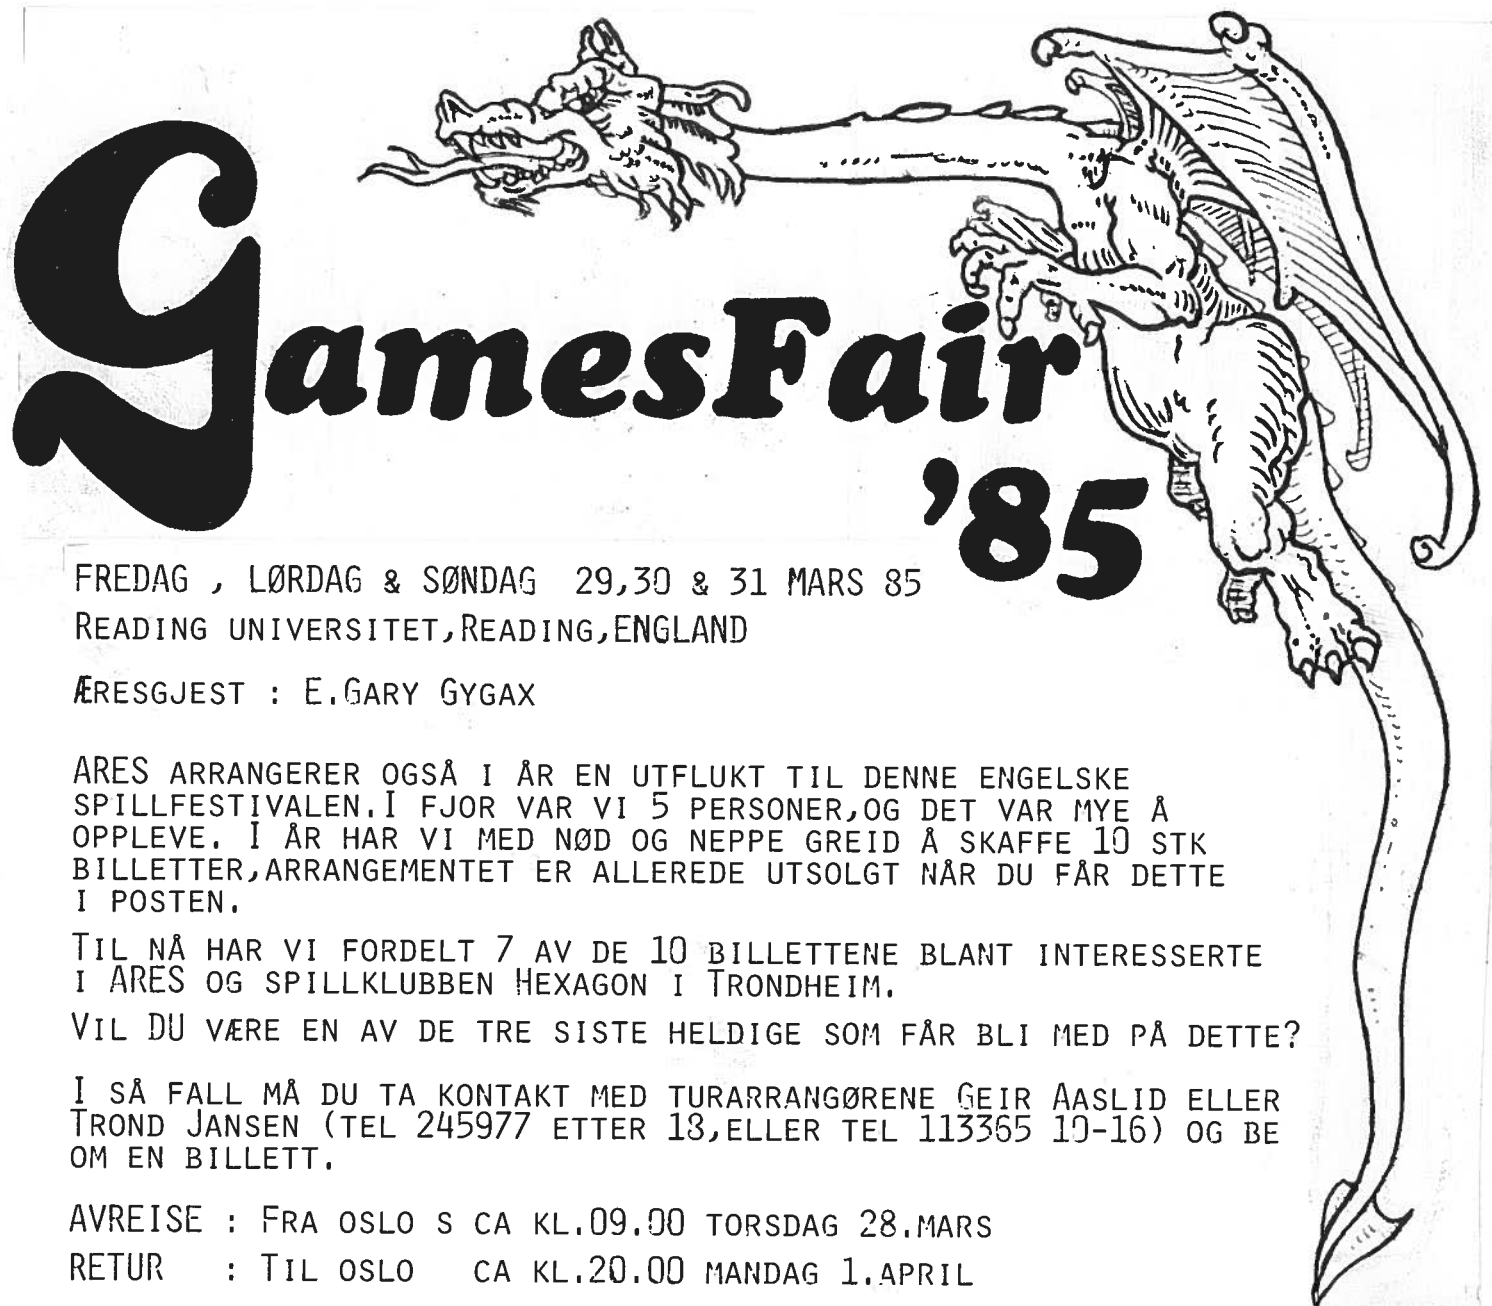 GamesFair
'85
FREDAG , LØRDAG & SØNDAG 29,30 & 31 MARS 85
READING UNIVERSITET,READING,ENGLAND
ÆRESGJEST : E.GARY GYGAX
ARES ARRANGERER OGSÅ I ÅR EN UTFLUKT TIL DENNE ENGELSKE
SPILLFESTIVALEN.I FJOR VAR VI 5 PERSONER,OG DET VAR MYE Å
OPPLEVE. I ÅR HAR VI MED NØD OG NEPPE GREID Å SKAFFE 10 STK
BILLETTER,ARRANGEMENTET ER ALLEREDE UTSOLGT NÅR DU FÅR DETTE
I POSTEN.
TIL NÅ HAR VI FORDELT 7 AV DE 10 BILLETTENE BLANT INTERESSERTE
I ARES OG SPILLKLUBBEN HEXAGON I TRONDHEIM.
VIL DU VÆRE EN AV DE TRE SISTE HELDIGE SOM FÅR BLI MED PÅ DETTE?
I SÅ FALL MÅ DU TA KONTAKT MED TURARRANGØRENE GEIR AASLID ELLER
TROND JANSEN (TEL 245977 ETTER 18,ELLER TEL 113365 10-16) OG BE
OM EN BILLETT.
AVREISE : FRA OSLO S CA KL.09.00 TORSDAG 28.MARS
RETUR : TIL OSLO CA KL.20.00 MANDAG 1.APRIL